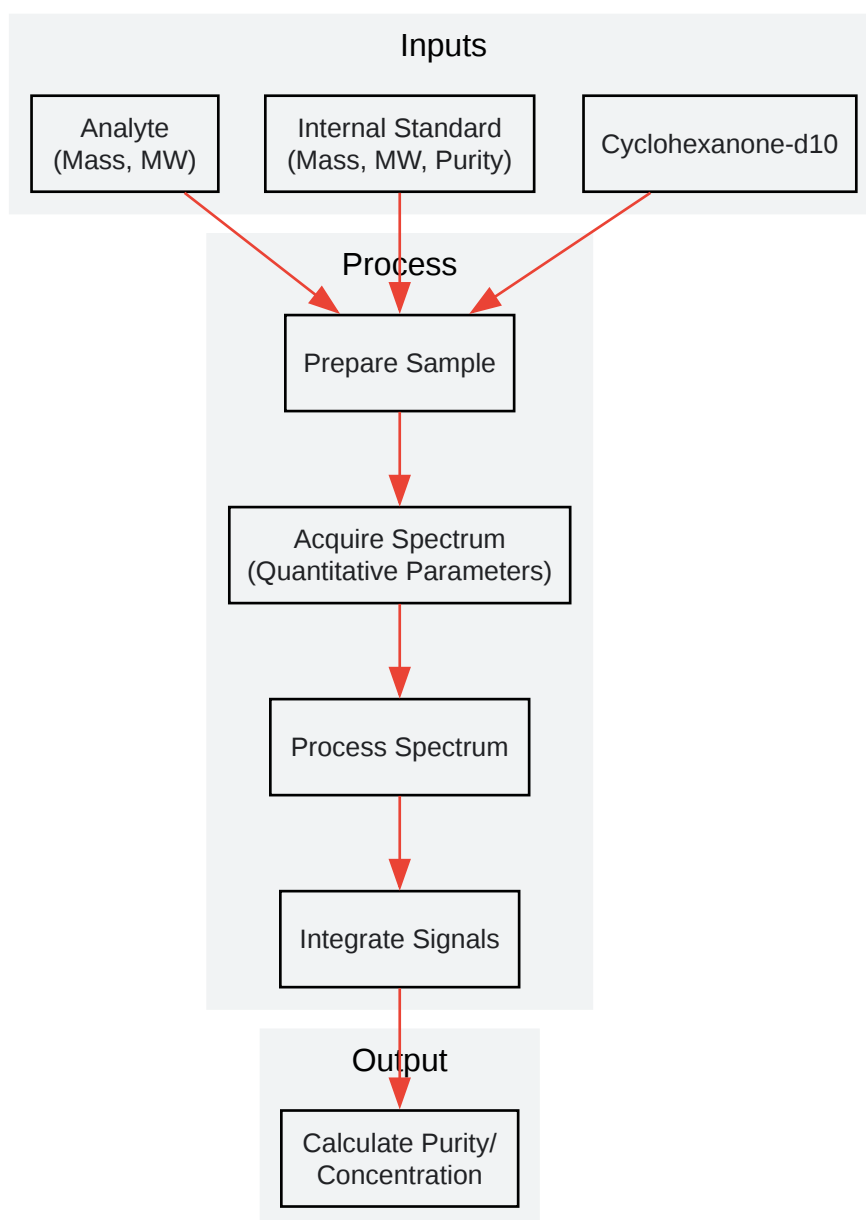 Inputs
Analyte
(Mass, MW)
Internal Standard
(Mass, MW, Purity)
Cyclohexanone-d10
Process
Prepare Sample
Acquire Spectrum
(Quantitative Parameters)
Process Spectrum
Integrate Signals
Output
Calculate Purity/
Concentration